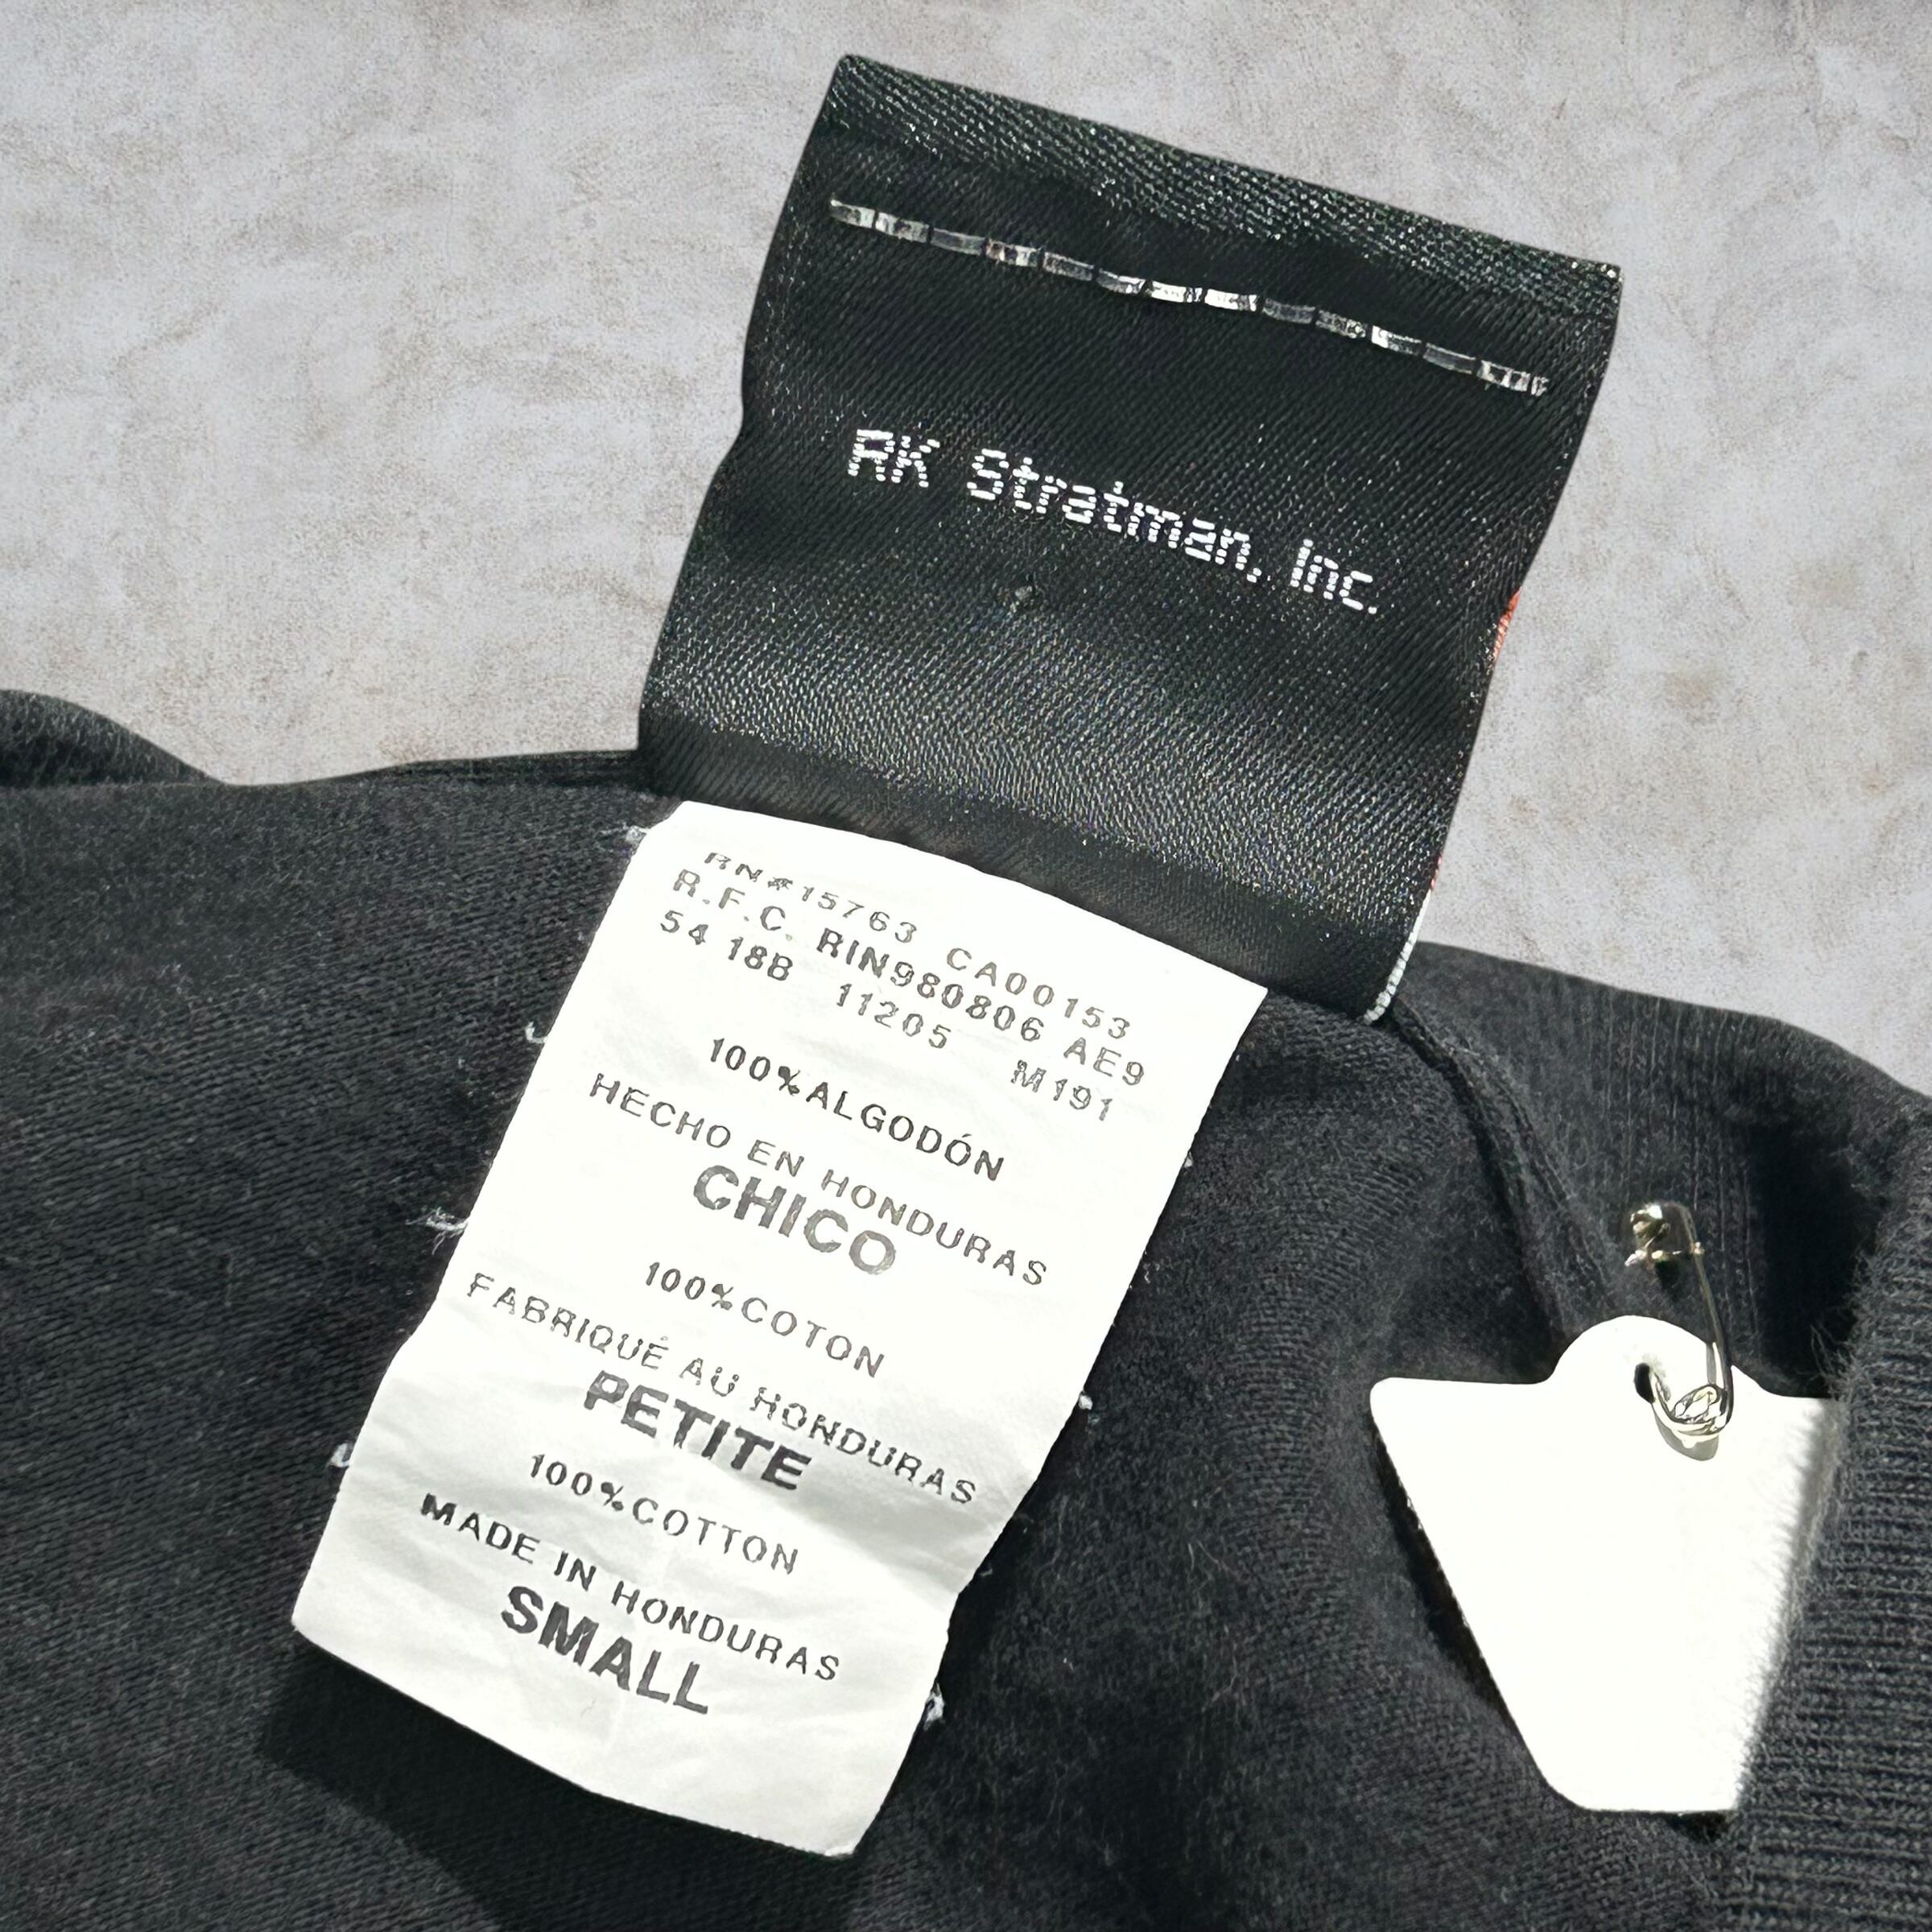 RK Stratman, Inc.
RN#15763 CA00153
R.F.C. RIN980806 AE9
54 18B 11205 M191
100%ALGODÓN
HECHO EN HONDURAS
CHICO
100%COTON
FABRIQUÉ AU HONDURAS
PETITE
100%COTTON
MADE IN HONDURAS
SMALL